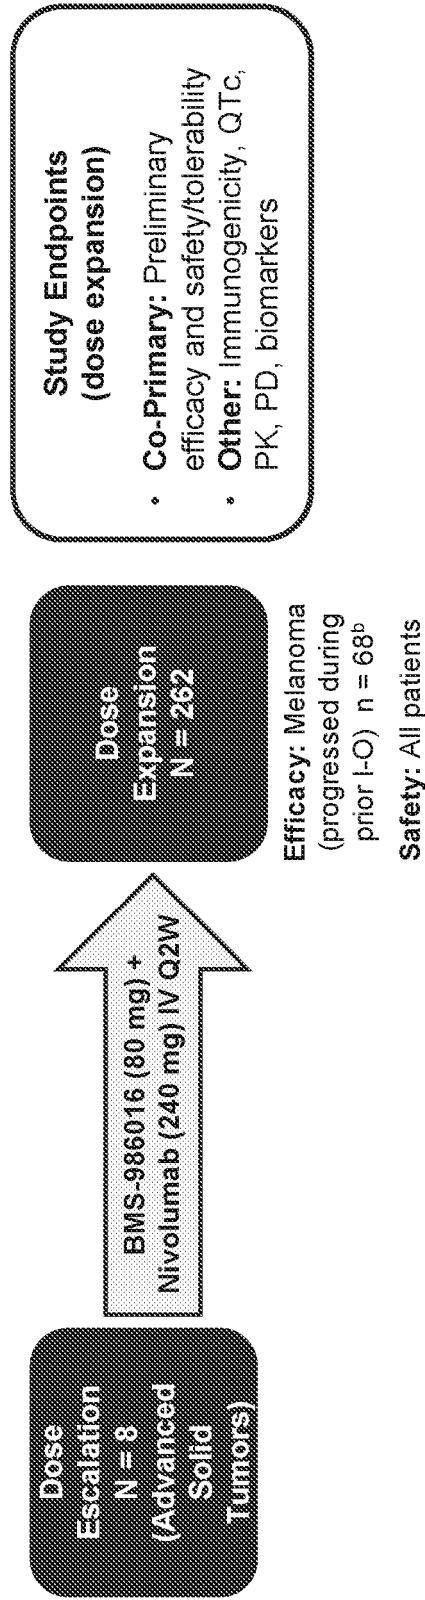 Dose
Escalation
N = 8
(Advanced
Solid
Tumors)
BMS-986016 (80 mg) +
Nivolumab (240 mg) IV Q2W
Dose
Expansion
N = 262
Efficacy: Melanoma
(progressed during
prior I-O) n = 68ᵇ
Safety: All patients
Study Endpoints
(dose expansion)
• Co-Primary: Preliminary
efficacy and safety/tolerability
• Other: Immunogenicity, QTc,
PK, PD, biomarkers